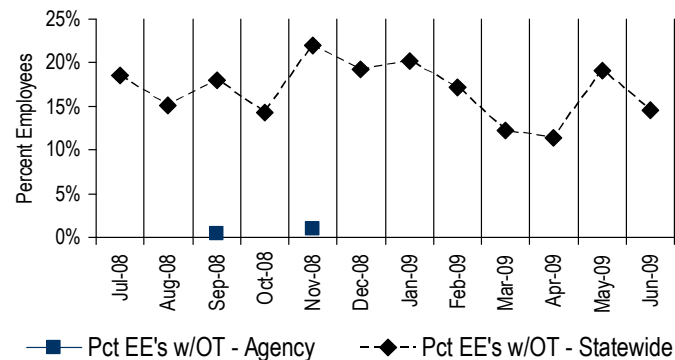 25%
20%
15%
10%
5%
0%
Percent Employees
Jul-08
Aug-08
Sep-08
Oct-08
Nov-08
Dec-08
Jan-09
Feb-09
Mar-09
Apr-09
May-09
Jun-09
Pct EE's w/OT - Agency
Pct EE's w/OT - Statewide